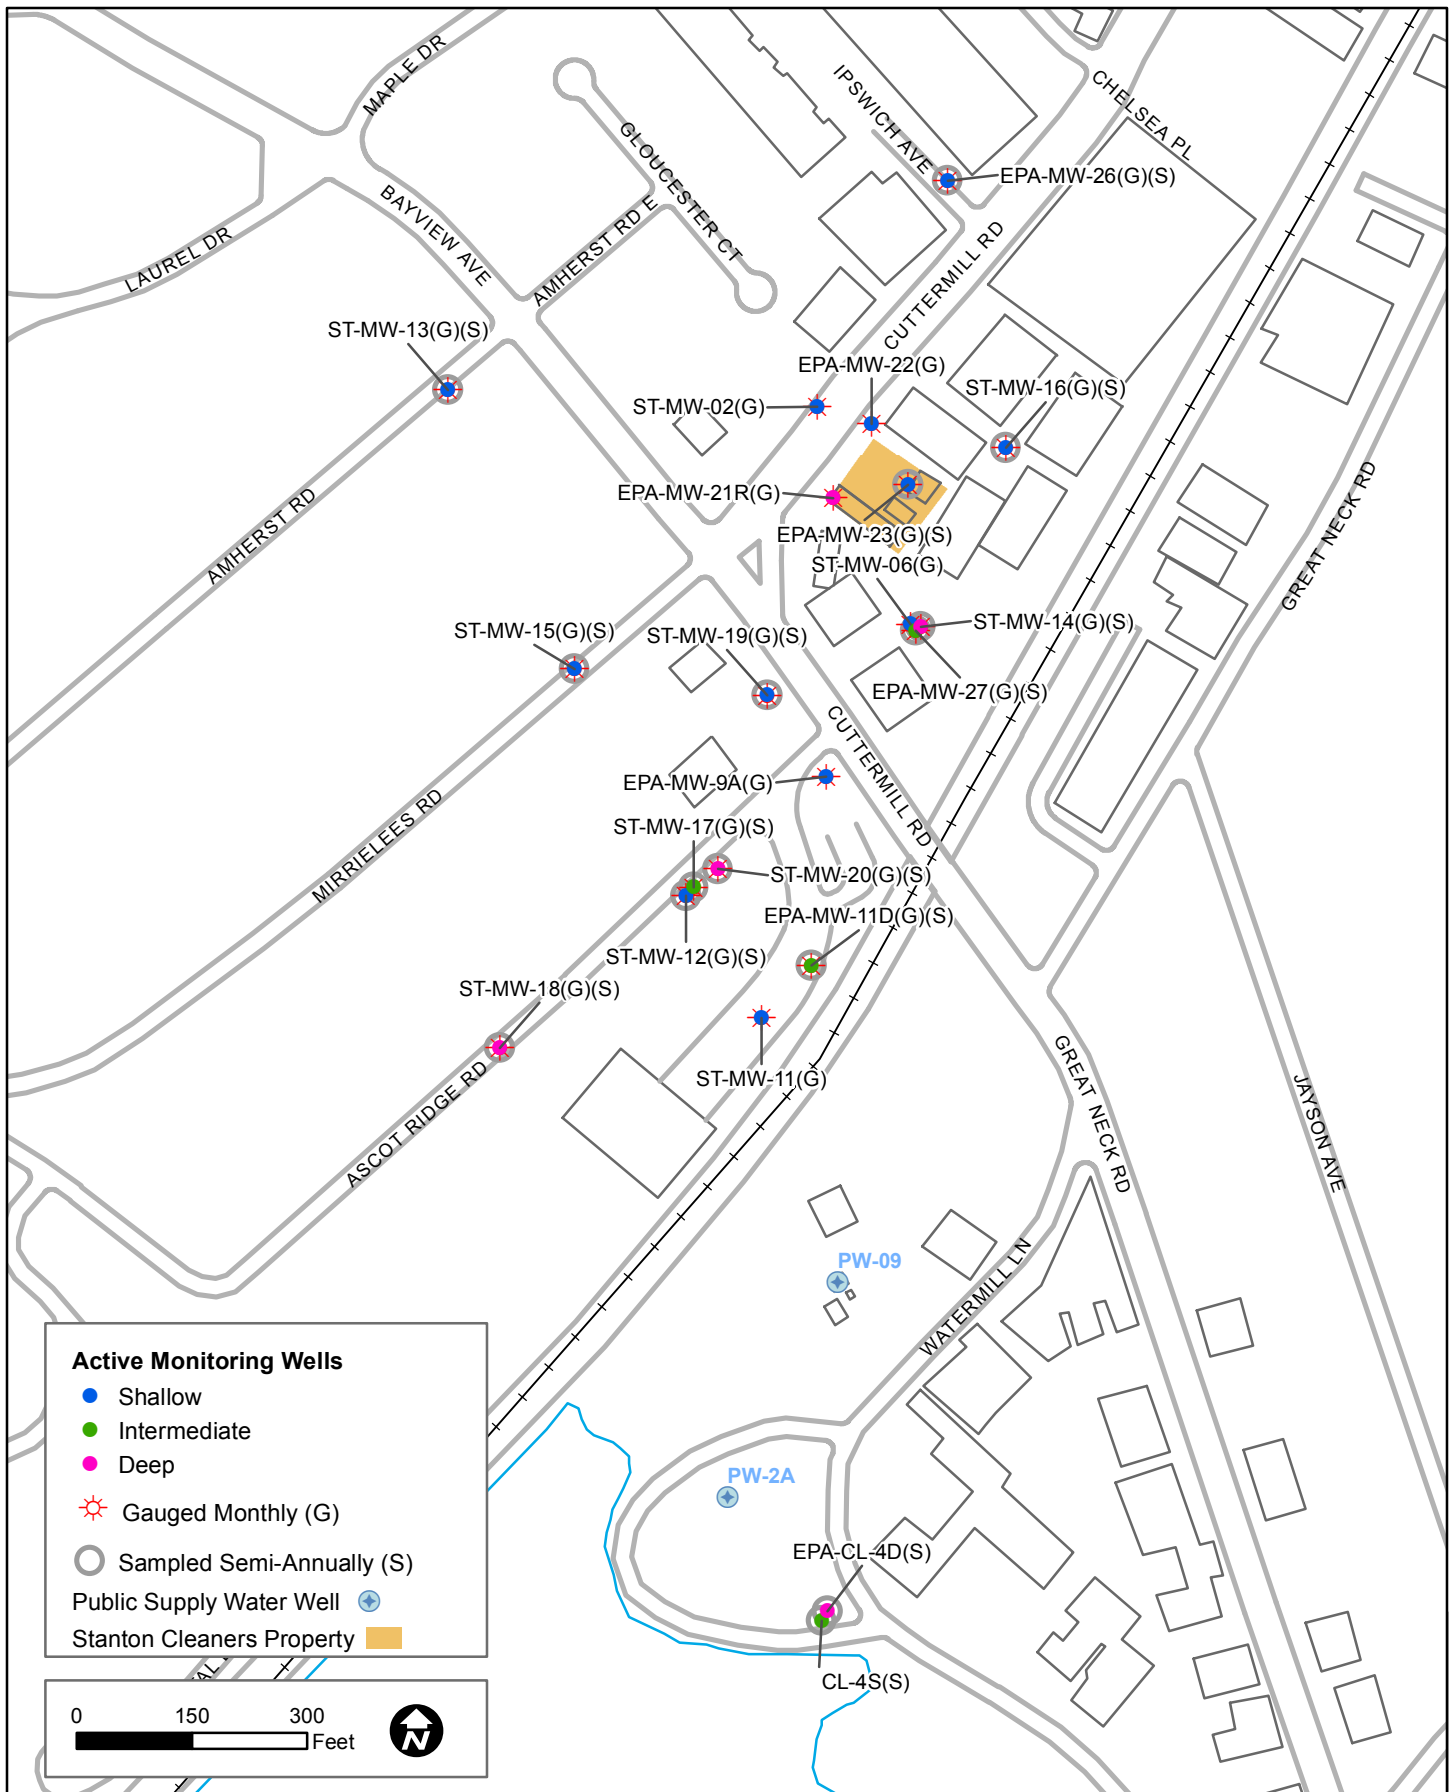 MAPLE DR
GLOUCESTER CT
IPSWICH AVE
CHELSEA PL
EPA-MW-26(G)(S)
BAYVIEW AVE
AMHERST RD E
LAUREL DR
CUTTERMILL RD
ST-MW-13(G)(S)
EPA-MW-22(G)
ST-MW-16(G)(S)
ST-MW-02(G)
EPA-MW-21R(G)
EPA-MW-23(G)(S)
ST-MW-06(G)
AMHERST RD
GREAT NECK RD
ST-MW-14(G)(S)
ST-MW-15(G)(S)
ST-MW-19(G)(S)
EPA-MW-27(G)(S)
CUTTERMILL RD
EPA-MW-9A(G)
MIRRIELEES RD
ST-MW-17(G)(S)
ST-MW-20(G)(S)
EPA-MW-11D(G)(S)
ST-MW-12(G)(S)
ST-MW-18(G)(S)
ST-MW-11(G)
ASCOT RIDGE RD
GREAT NECK RD
JAYSON AVE
PW-09
WATERMILL LN
PW-2A
EPA-CL-4D(S)
CL-4S(S)
Active Monitoring Wells
Shallow
Intermediate
Deep
Gauged Monthly (G)
Sampled Semi-Annually (S)
Public Supply Water Well
Stanton Cleaners Property
0 150 300
Feet
N